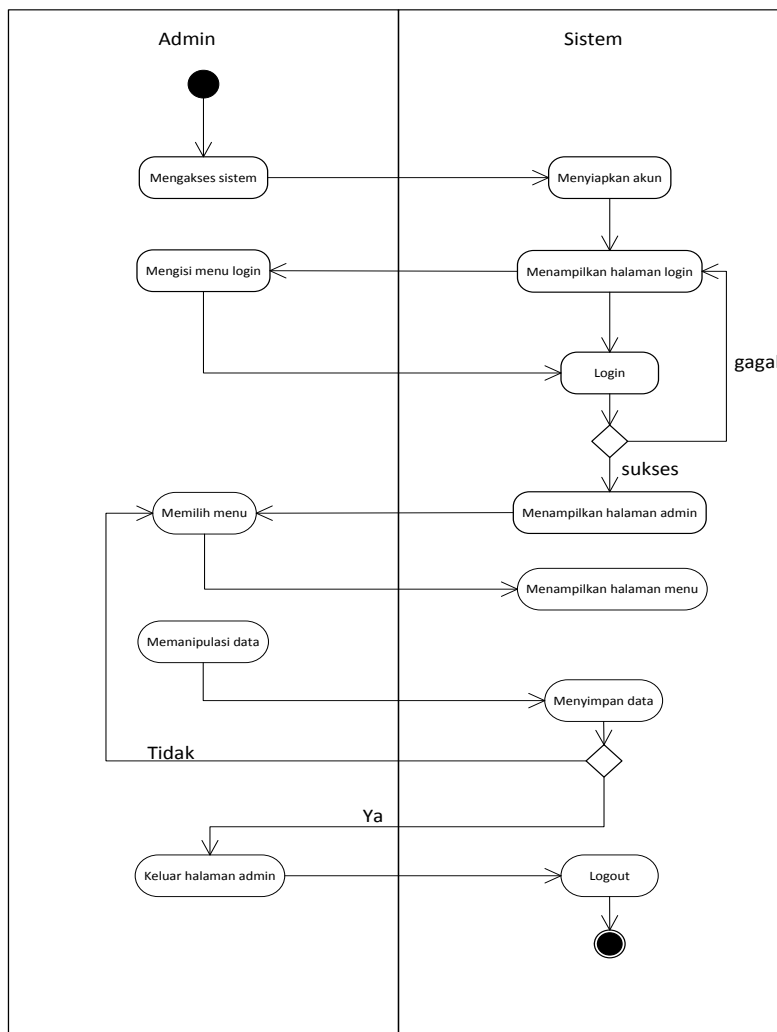 Admin
Sistem
Mengakses sistem
Menyiapkan akun
Mengisi menu login
Menampilkan halaman login
Login
gagal
sukses
Memilih menu
Menampilkan halaman admin
Menampilkan halaman menu
Memanipulasi data
Menyimpan data
Tidak
Ya
Keluar halaman admin
Logout